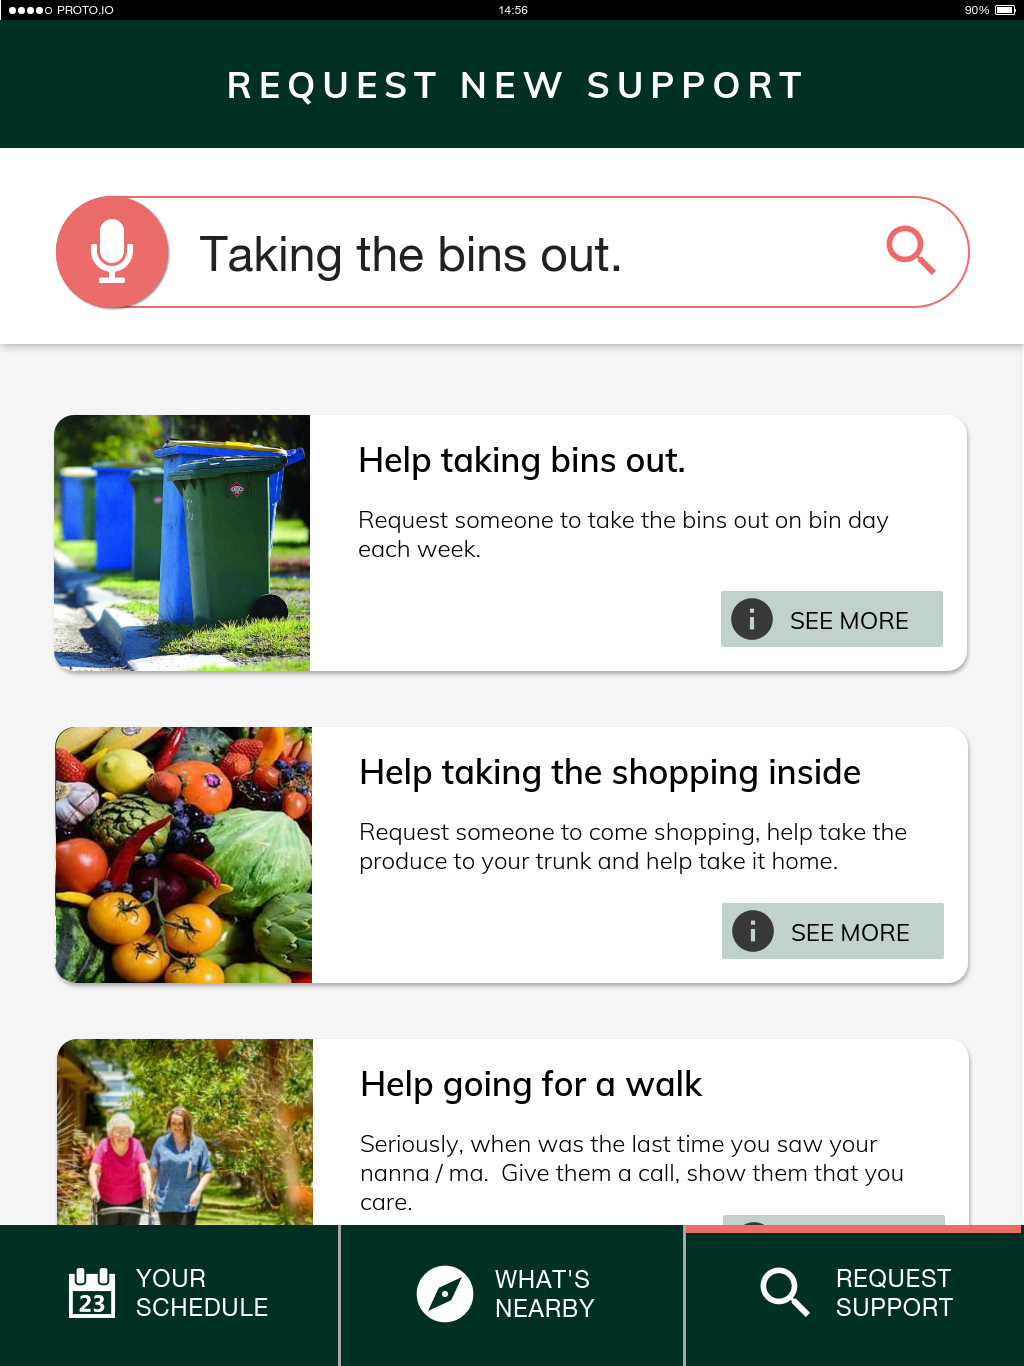 PROTO.IO 14:56 90%
REQUEST NEW SUPPORT
Taking the bins out.
Help taking bins out.
Request someone to take the bins out on bin day
each week.
SEE MORE
Help taking the shopping inside
Request someone to come shopping, help take the
produce to your trunk and help take it home.
SEE MORE
Help going for a walk
Seriously, when was the last time you saw your
nanna / ma.  Give them a call, show them that you
care.
23
YOUR
SCHEDULE
WHAT'S
NEARBY
REQUEST
SUPPORT